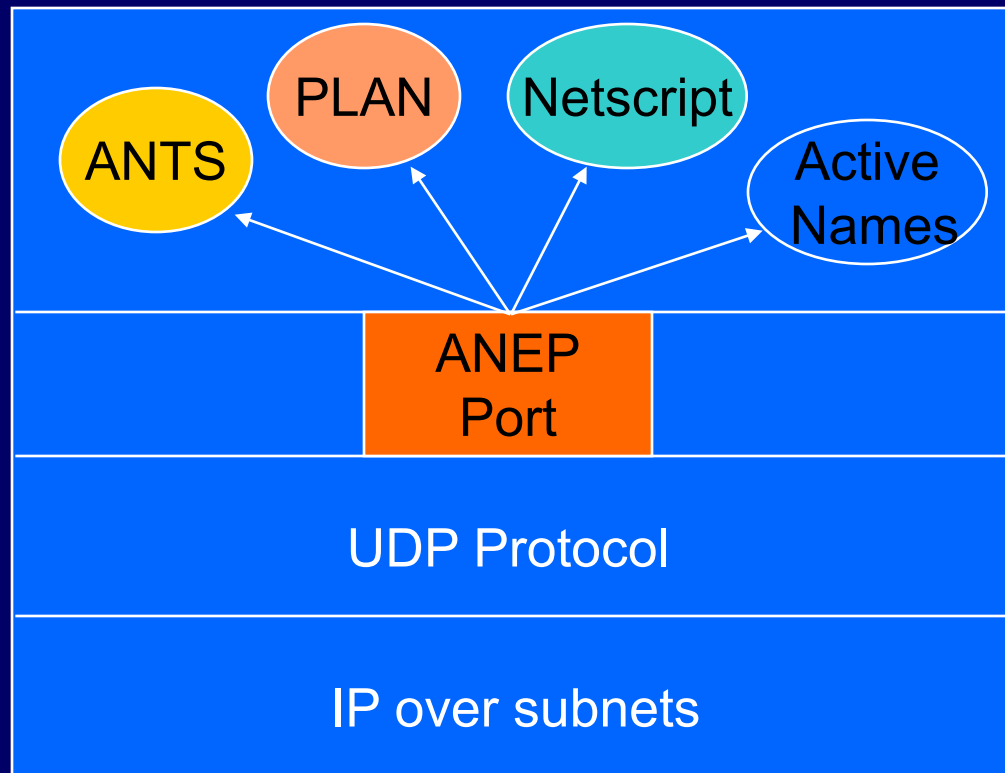 PLAN
Netscript
ANTS
Active
Names
ANEP
Port
UDP Protocol
IP over subnets